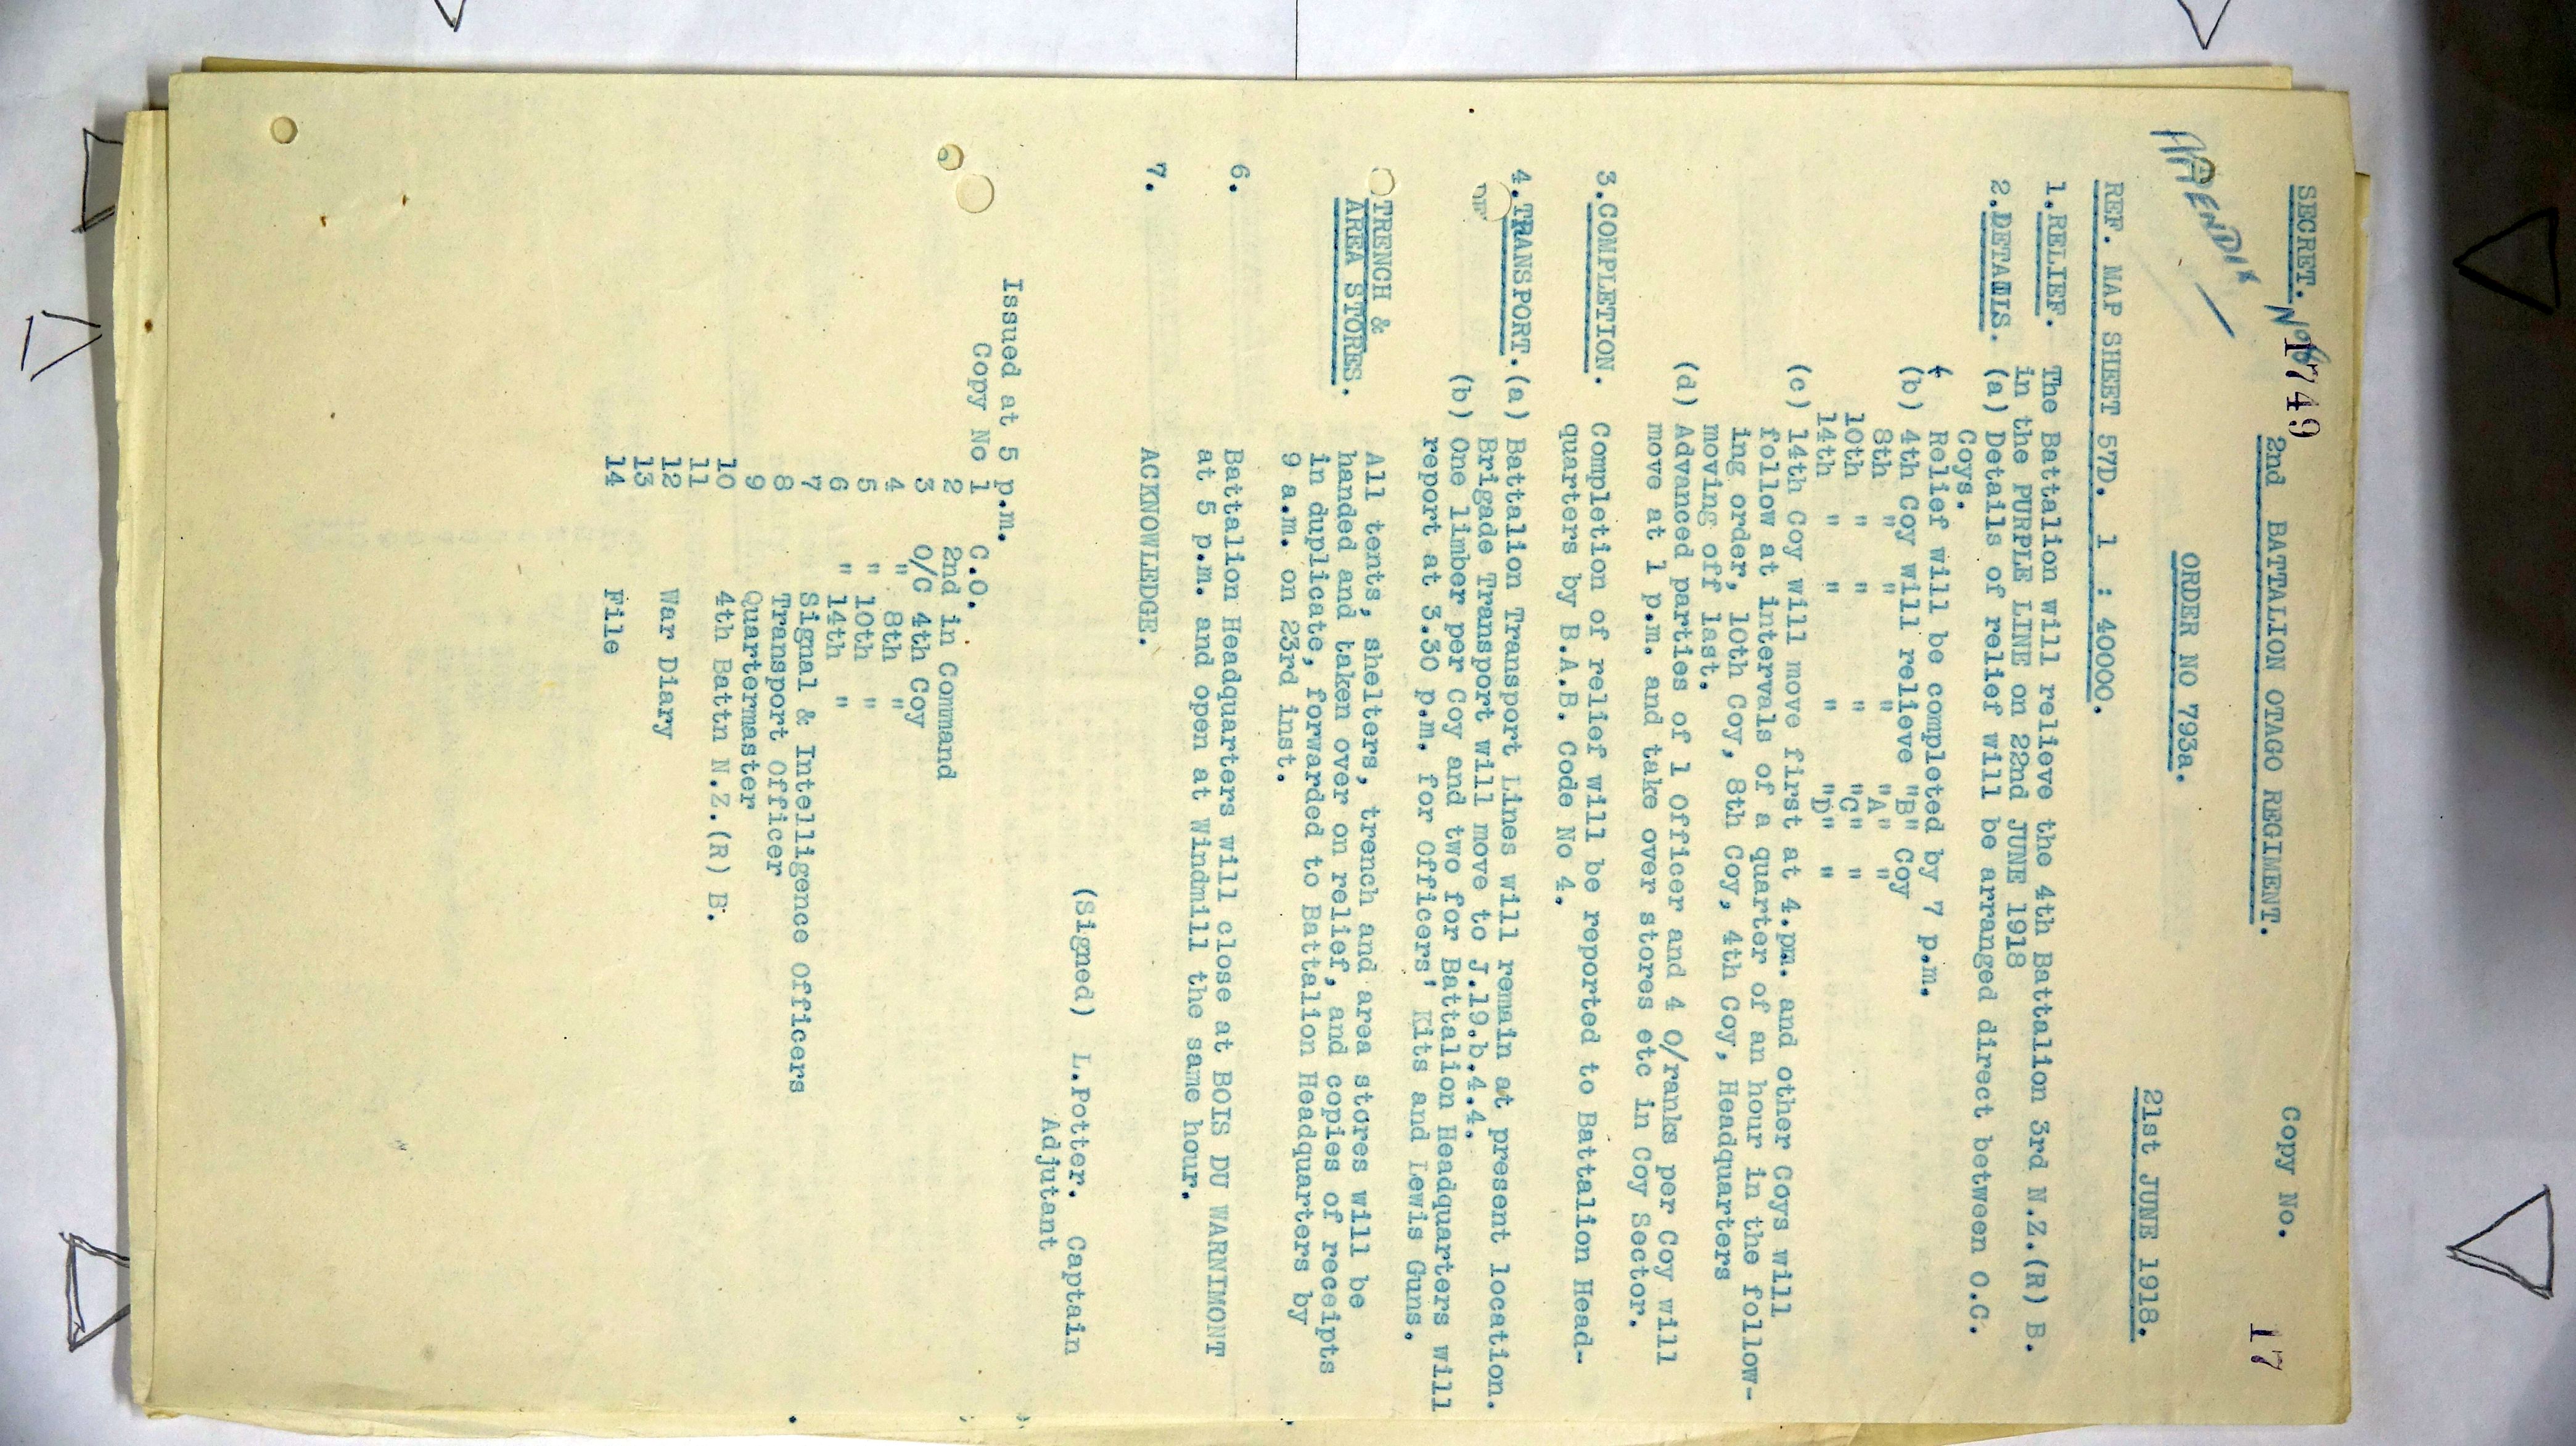 SECRET. No 1749 Copy No. 17
2nd BATTALION OTAGO REGIMENT.
APPENDIX
ORDER NO 793a.
21st JUNE 1918.
REF. MAP SHEET 57D. 1 : 40000.
1.RELIEF. The Battalion will relieve the 4th Battalion 3rd N.Z.(R) B.
in the PURPLE LINE on 22nd JUNE 1918
2.DETAILS. (a) Details of relief will be arranged direct between O.C.
Coys.
Relief will be completed by 7 p.m.
(b) 4th Coy will relieve "B" Coy
8th " " "A" "
10th " " " "C" "
14th " " " "D" "
(c) 14th Coy will move first at 4.pm. and other Coys will
follow at intervals of a quarter of an hour in the follow-
ing order, 10th Coy, 8th Coy, 4th Coy, Headquarters
moving off last.
(d) Advanced parties of 1 Officer and 4 O/ranks per Coy will
move at 1 p.m. and take over stores etc in Coy Sector.
3.COMPLETION. Completion of relief will be reported to Battalion Head-
quarters by B.A.B. Code No 4.
4.TRANSPORT.(a) Battalion Transport Lines will remain at present location.
Brigade Transport will move to J.19.b.4.4.
(b) One limber per Coy and two for Battalion Headquarters will
report at 3.30 p.m. for Officers' Kits and Lewis Guns.
TRENCH & All tents, shelters, trench and area stores will be
AREA STORES. handed and taken over on relief, and copies of receipts
in duplicate, forwarded to Battalion Headquarters by
9 a.m. on 23rd inst.
6. Battalion Headquarters will close at BOIS DU WARNIMONT
at 5 p.m. and open at Windmill the same hour.
7. ACKNOWLEDGE.
(Signed) L.Potter. Captain
Adjutant
Issued at 5 p.m.
Copy No 1 C.O.
2 2nd in Command
3 O/C 4th Coy
4 " 8th "
5 " 10th "
6 " 14th "
7 Signal & Intelligence Officers
8 Transport Officer
9 Quartermaster
10 4th Battn N.Z.(R) B.
11
12 War Diary
13
14 File